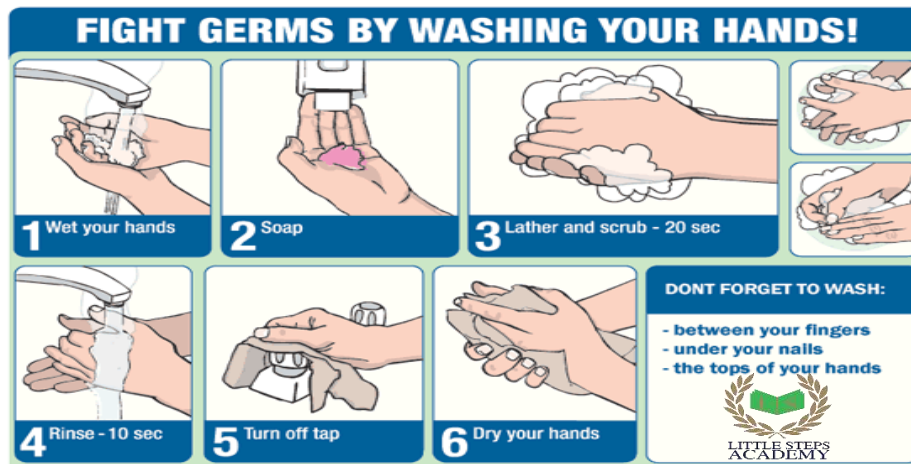 FIGHT GERMS BY WASHING YOUR HANDS!
1 Wet your hands
2 Soap
3 Lather and scrub - 20 sec
4 Rinse - 10 sec
5 Turn off tap
6 Dry your hands
DONT FORGET TO WASH:
- between your fingers
- under your nails
- the tops of your hands
LITTLE STEPS
ACADEMY